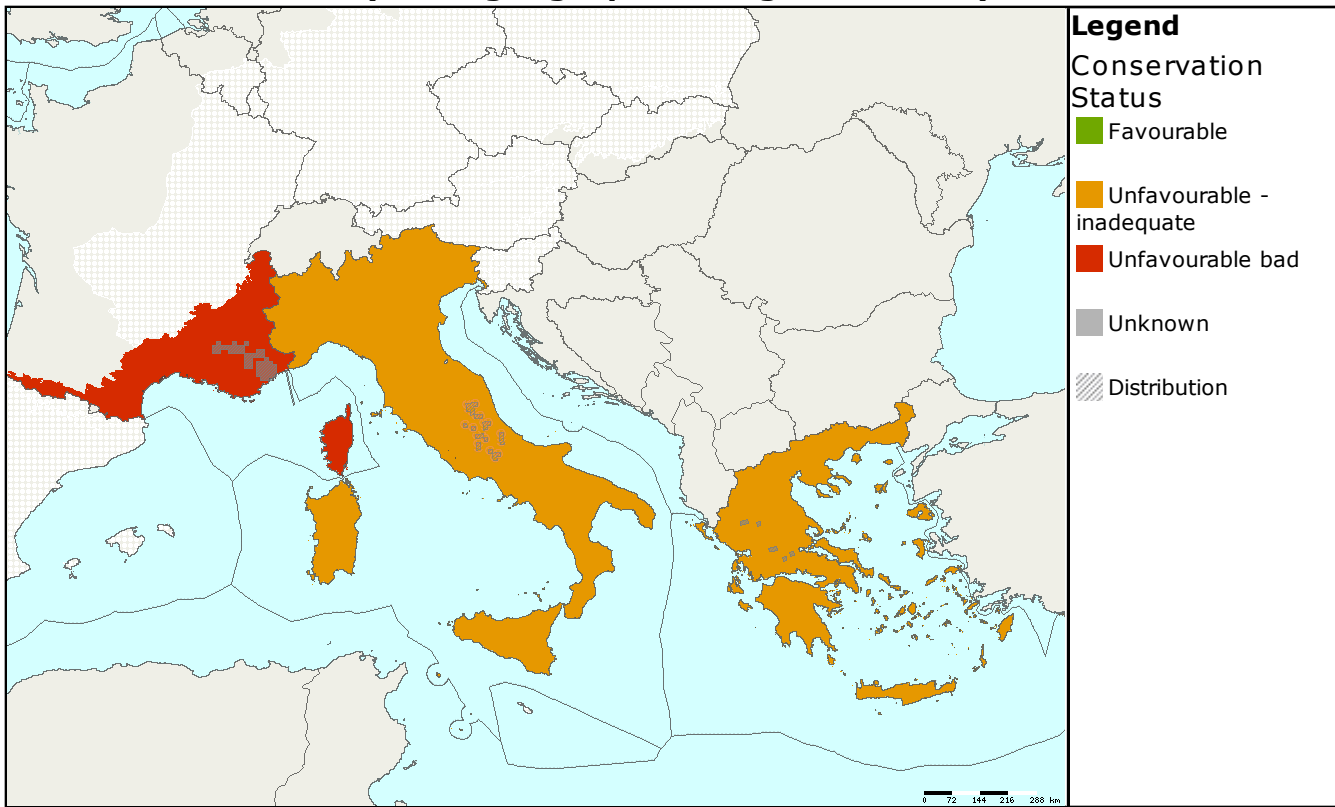 Legend
Conservation
Status
Favourable
Unfavourable -
inadequate
Unfavourable bad
Unknown
Distribution
0 72 144 216 288 km